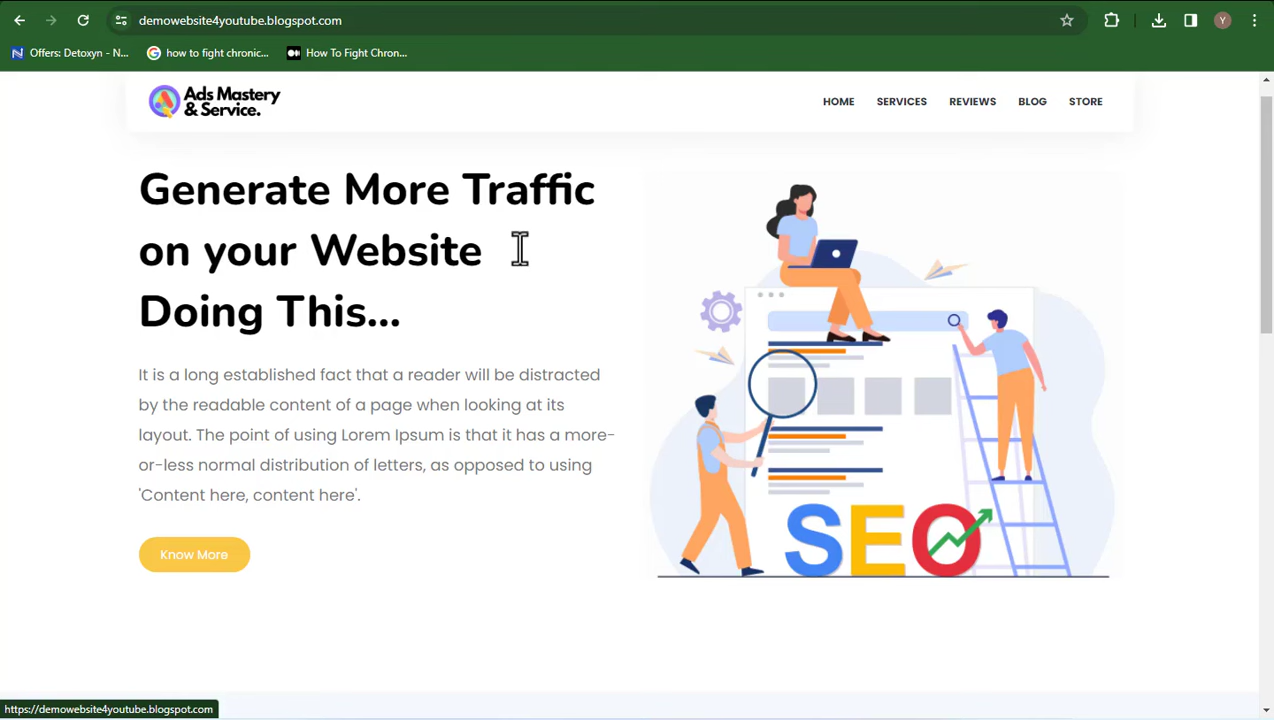 demowebsite4youtube.blogspot.com
Y
N Offers: Detoxyn - N...
how to fight chronic...
How To Fight Chron...
Ads Mastery
& Service.
HOME SERVICES REVIEWS BLOG STORE
Generate More Traffic
on your Website
Doing This...
It is a long established fact that a reader will be distracted
by the readable content of a page when looking at its
layout. The point of using Lorem Ipsum is that it has a more-
or-less normal distribution of letters, as opposed to using
'Content here, content here'.
Know More
SEO
https://demowebsite4youtube.blogspot.com